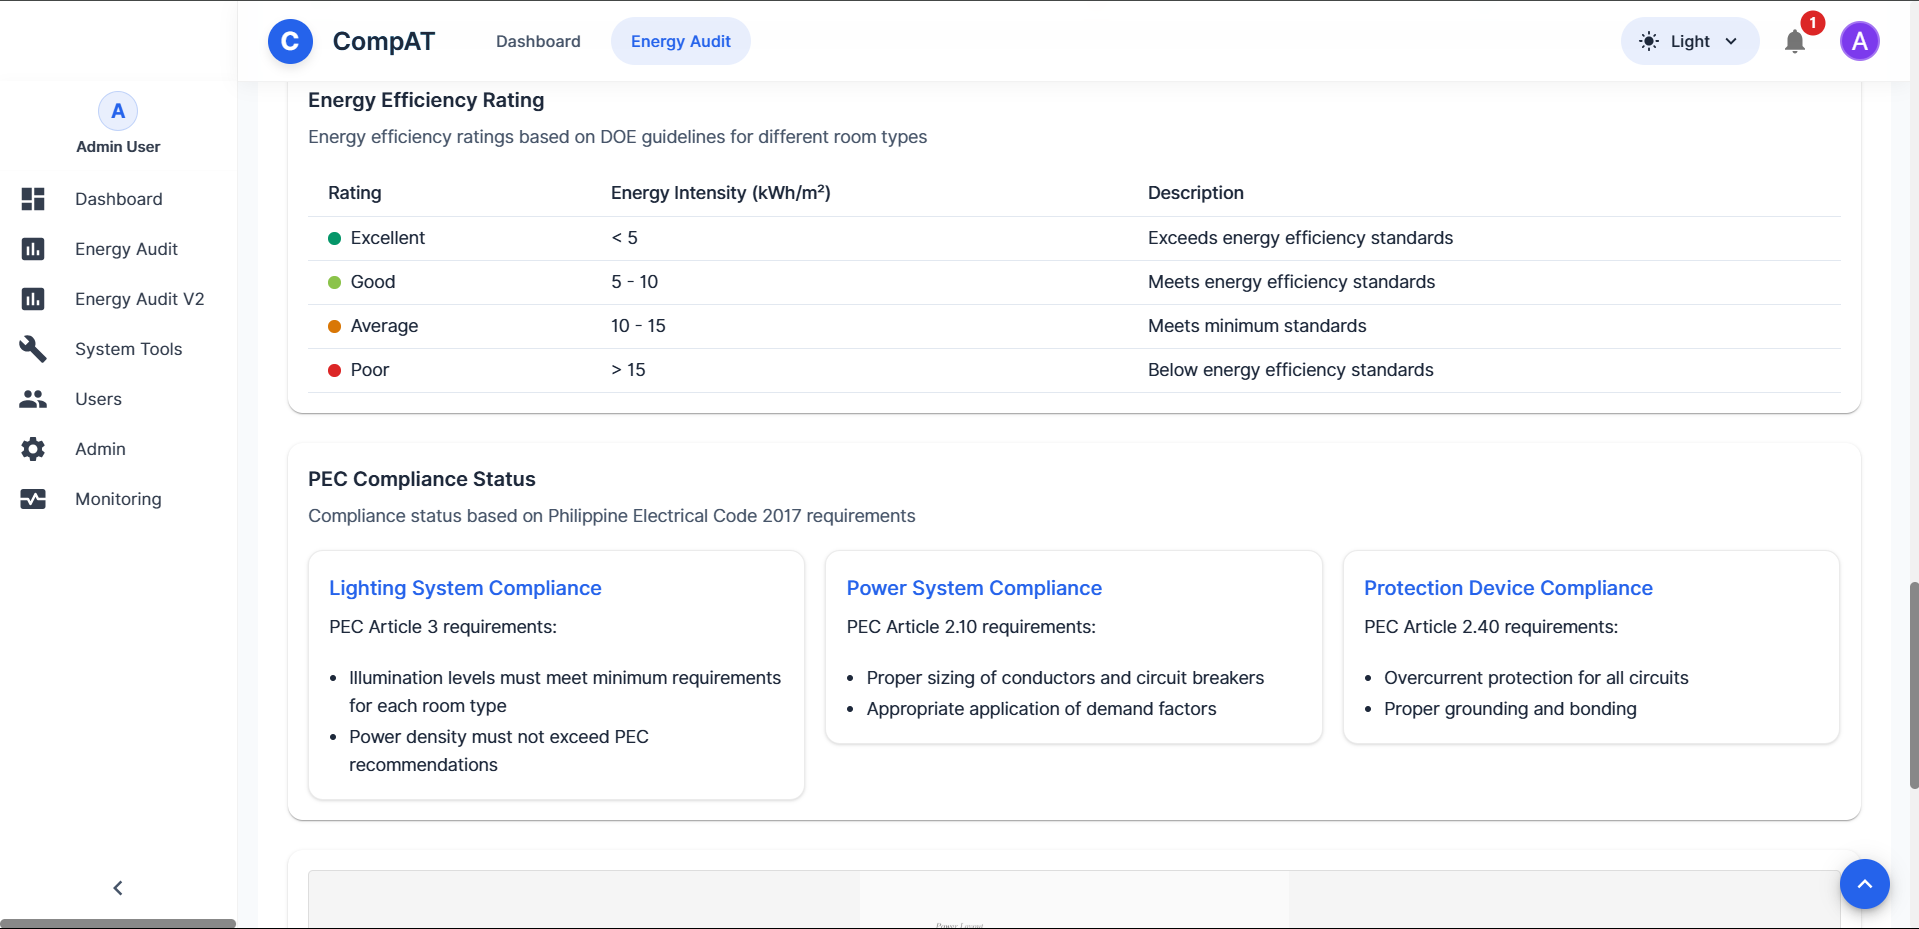 C CompAT Dashboard Energy Audit Light 1 A
A
Admin User
Dashboard
Energy Audit
Energy Audit V2
System Tools
Users
Admin
Monitoring
Energy Efficiency Rating
Energy efficiency ratings based on DOE guidelines for different room types
Rating Energy Intensity (kWh/m²) Description
Excellent < 5 Exceeds energy efficiency standards
Good 5 - 10 Meets energy efficiency standards
Average 10 - 15 Meets minimum standards
Poor > 15 Below energy efficiency standards
PEC Compliance Status
Compliance status based on Philippine Electrical Code 2017 requirements
Lighting System Compliance
PEC Article 3 requirements:
• Illumination levels must meet minimum requirements
for each room type
• Power density must not exceed PEC
recommendations
Power System Compliance
PEC Article 2.10 requirements:
• Proper sizing of conductors and circuit breakers
• Appropriate application of demand factors
Protection Device Compliance
PEC Article 2.40 requirements:
• Overcurrent protection for all circuits
• Proper grounding and bonding
Power Layout